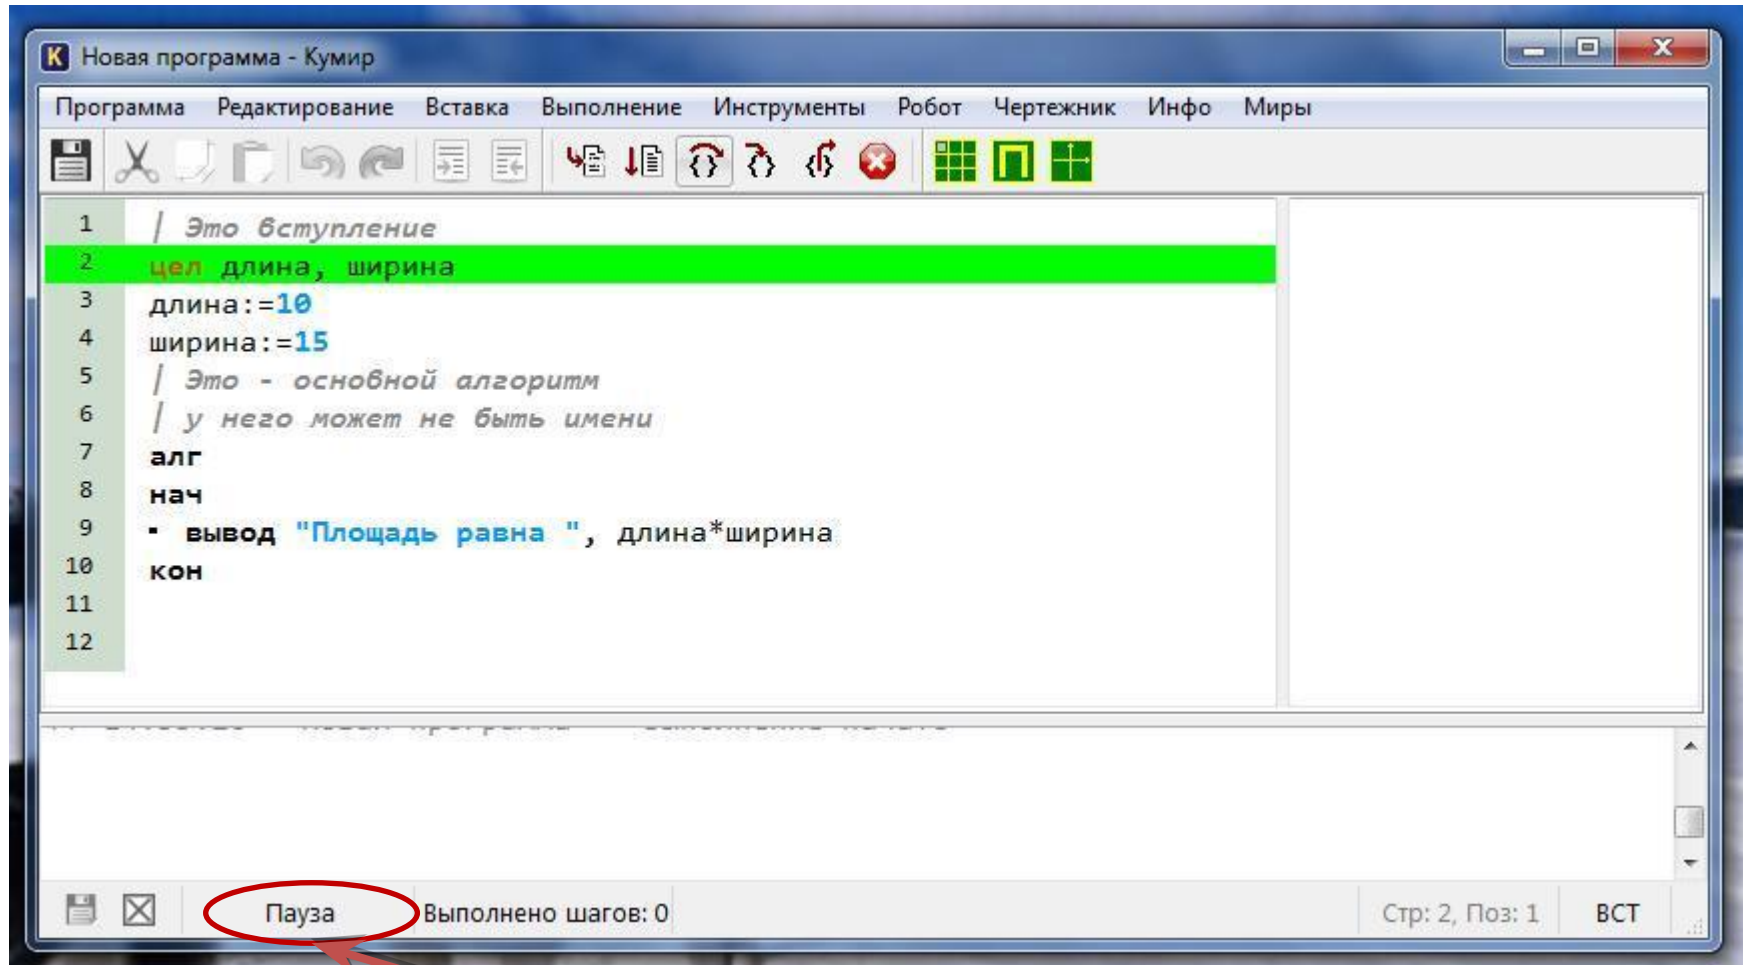 Новая программа - Кумир
Программа Редактирование Вставка Выполнение Инструменты Робот Чертежник Инфо Миры
1 | Это вступление
2 цел длина, ширина
3 длина:=10
4 ширина:=15
5 | Это - основной алгоритм
6 | у него может не быть имени
7 алг
8 нач
9 вывод "Площадь равна ", длина*ширина
10 кон
11
12
Пауза Выполнено шагов: 0 Стр: 2, Поз: 1 ВСТ